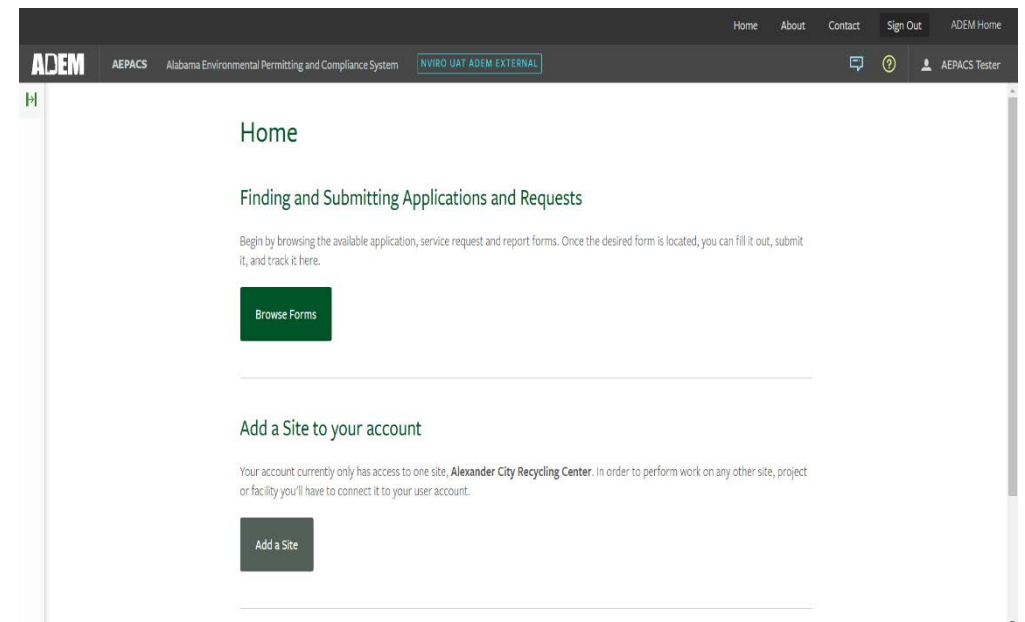 Home About Contact Sign Out ADEM Home
ADEM AEPACS Alabama Environmental Permitting and Compliance System NVIRO UAT ADEM EXTERNAL ? AEPACS Tester
Home
Finding and Submitting Applications and Requests
Begin by browsing the available application, service request and report forms. Once the desired form is located, you can fill it out, submit
it, and track it here.
Browse Forms
Add a Site to your account
Your account currently only has access to one site, Alexander City Recycling Center. In order to perform work on any other site, project
or facility you'll have to connect it to your user account.
Add a Site